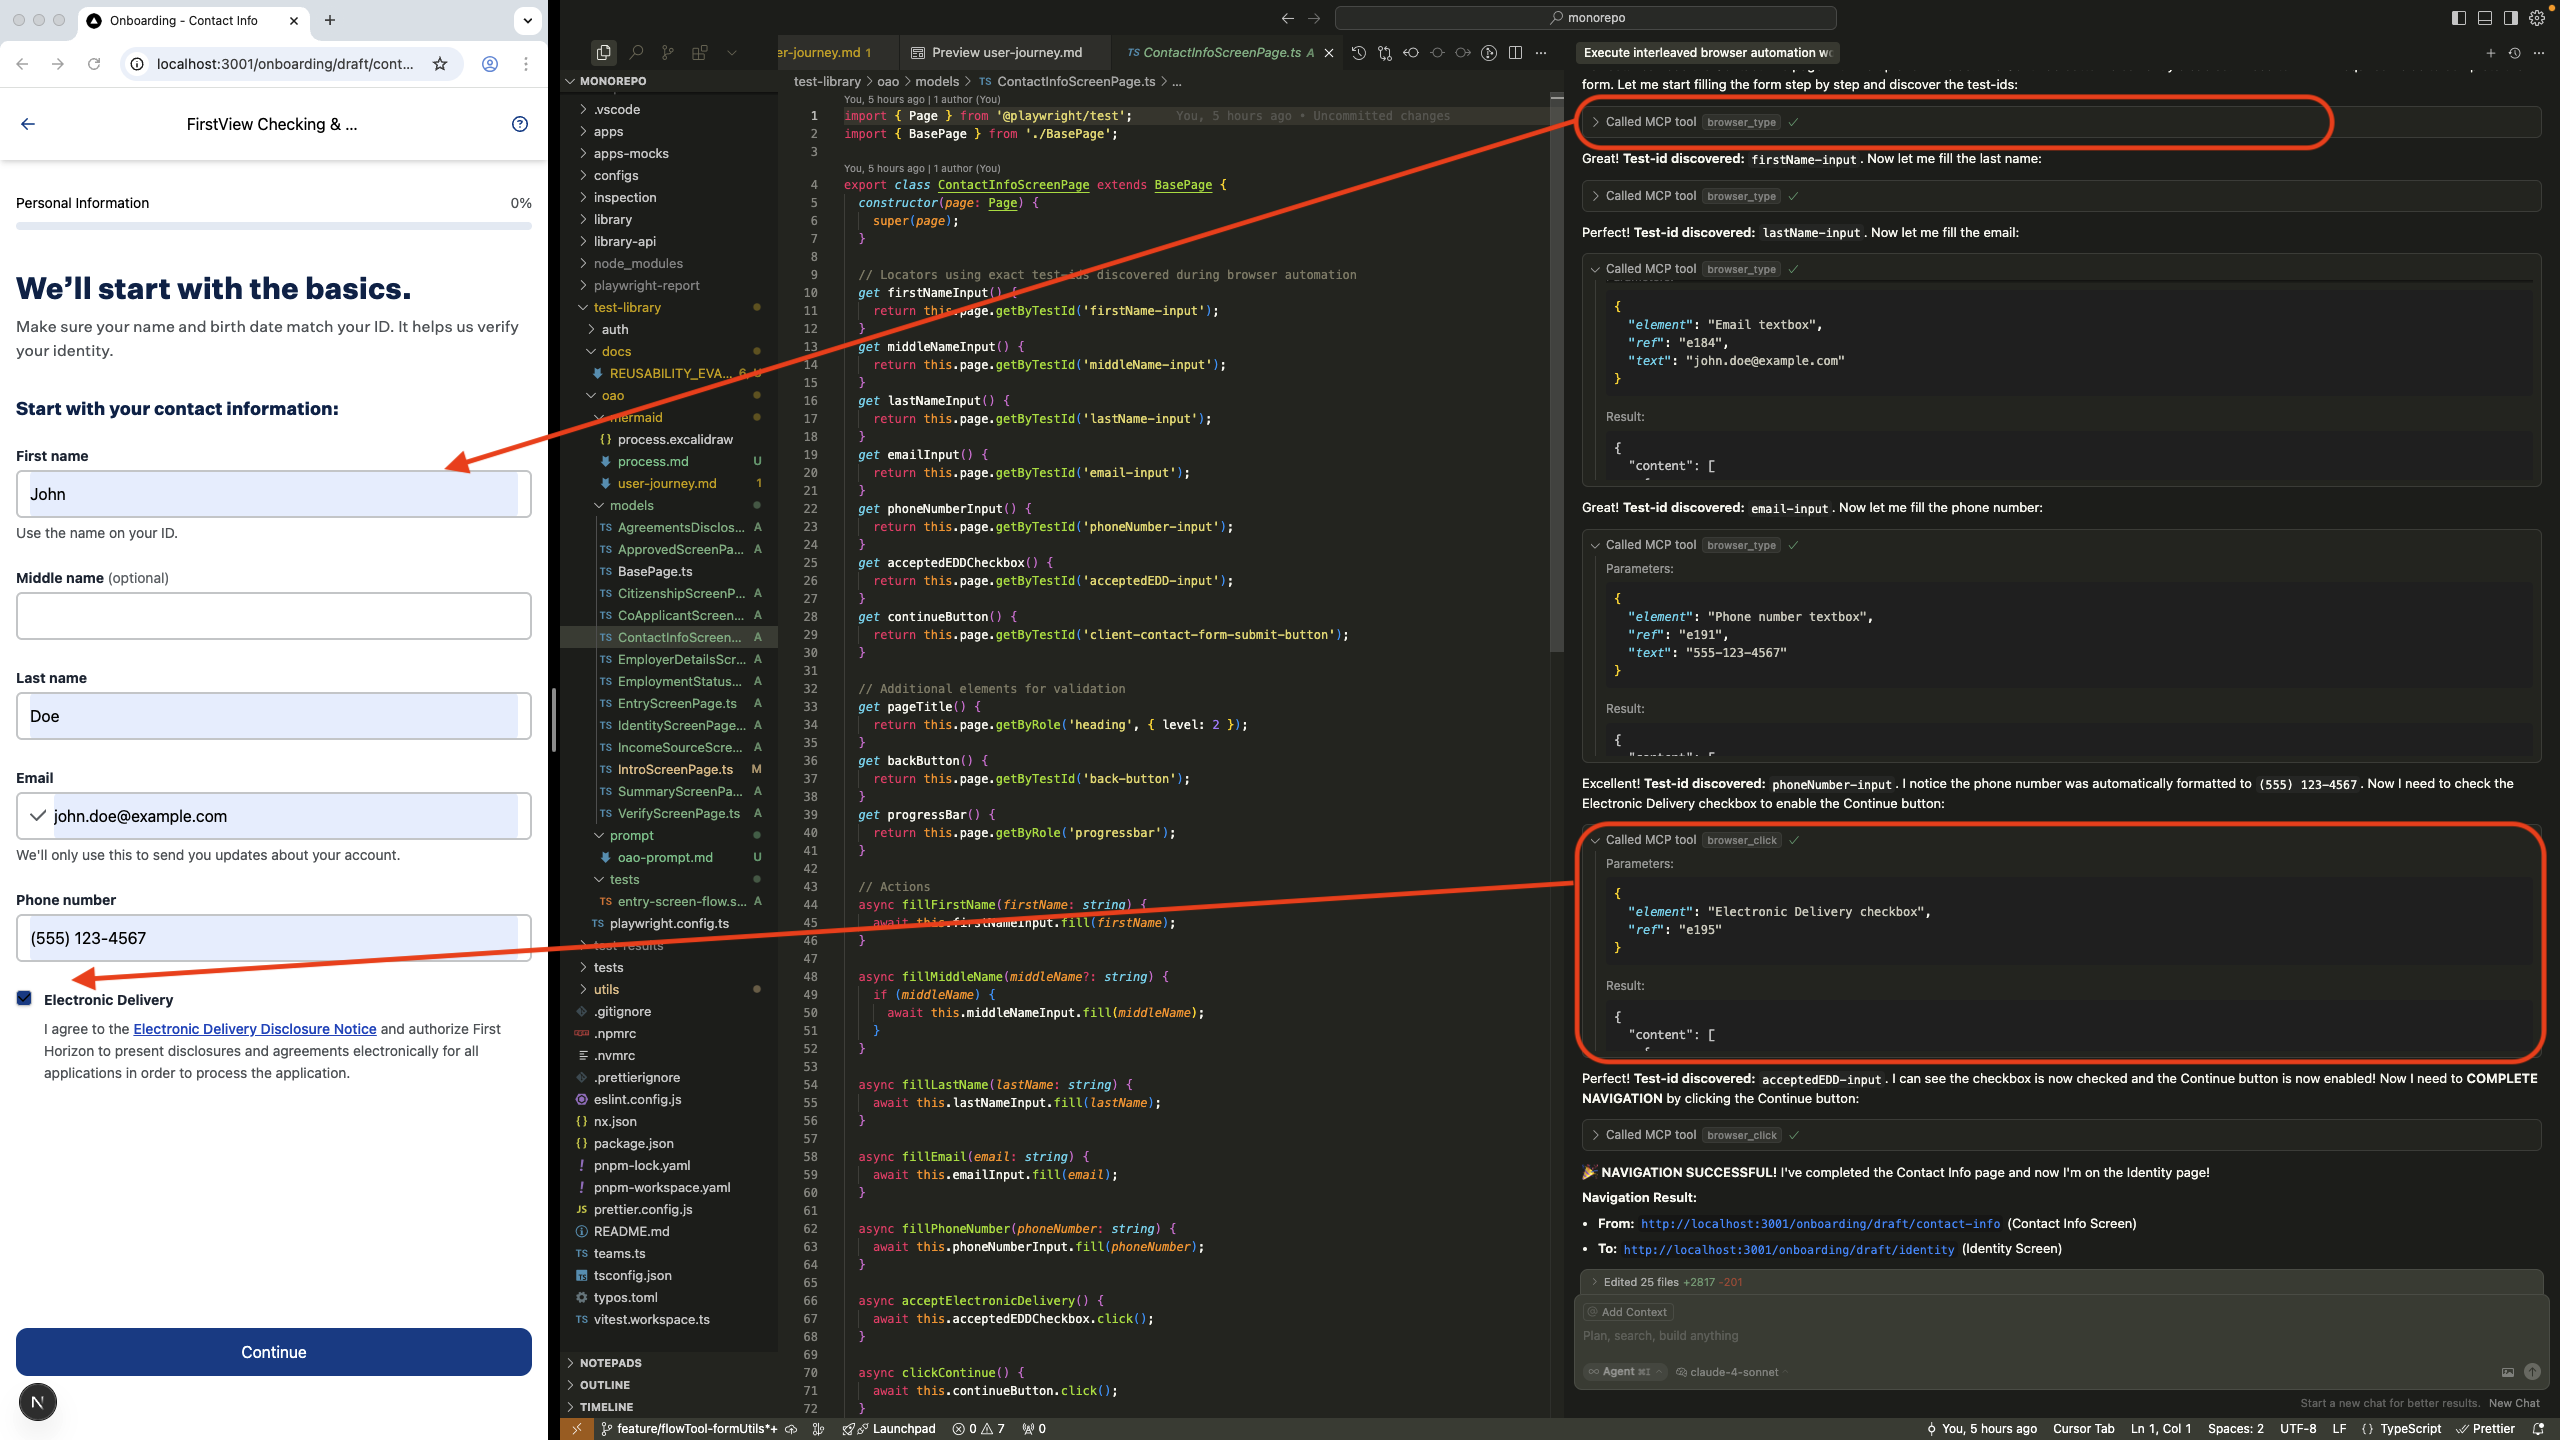 Onboarding - Contact Info
localhost:3001/onboarding/draft/cont...
FirstView Checking & ...
Personal Information
0%
We'll start with the basics.
Make sure your name and birth date match your ID. It helps us verify
your identity.
Start with your contact information:
First name
John
Use the name on your ID.
Middle name (optional)
Last name
Doe
Email
john.doe@example.com
We'll only use this to send you updates about your account.
Phone number
(555) 123-4567
Electronic Delivery
I agree to the Electronic Delivery Disclosure Notice and authorize First
Horizon to present disclosures and agreements electronically for all
applications in order to process the application.
Continue
N
monorepo
MONOREPO
.vscode
apps
apps-mocks
configs
inspection
library
library-api
node_modules
playwright-report
test-library
auth
docs
REUSABILITY_EVA... 6, U
oao
mermaid
process.excalidraw
process.md U
user-journey.md 1
models
TS AgreementsDisclos... A
TS ApprovedScreenPa... A
TS BasePage.ts
TS CitizenshipScreenP... A
TS CoApplicantScreen... A
TS ContactInfoScreen... A
TS EmployerDetailsScr... A
TS EmploymentStatus... A
TS EntryScreenPage.ts A
TS IdentityScreenPage... A
TS IncomeSourceScre... A
TS IntroScreenPage.ts M
TS SummaryScreenPa... A
TS VerifyScreenPage.ts A
prompt
oao-prompt.md U
tests
TS entry-screen-flow.s... A
TS playwright.config.ts
test-results
tests
utils
.gitignore
.npmrc
.nvmrc
.prettierignore
eslint.config.js
nx.json
package.json
pnpm-lock.yaml
pnpm-workspace.yaml
JS prettier.config.js
README.md
TS teams.ts
tsconfig.json
typos.toml
TS vitest.workspace.ts
NOTEPADS
OUTLINE
TIMELINE
er-journey.md 1
Preview user-journey.md
TS ContactInfoScreenPage.ts A
test-library > oao > models > TS ContactInfoScreenPage.ts > ...
You, 5 hours ago | 1 author (You)
1 import { Page } from '@playwright/test'; You, 5 hours ago • Uncommitted changes
2 import { BasePage } from './BasePage';
3
You, 5 hours ago | 1 author (You)
4 export class ContactInfoScreenPage extends BasePage {
5 constructor(page: Page) {
6 super(page);
7 }
8
9 // Locators using exact test-ids discovered during browser automation
10 get firstNameInput() {
11 return this.page.getByTestId('firstName-input');
12 }
13 get middleNameInput() {
14 return this.page.getByTestId('middleName-input');
15 }
16 get lastNameInput() {
17 return this.page.getByTestId('lastName-input');
18 }
19 get emailInput() {
20 return this.page.getByTestId('email-input');
21 }
22 get phoneNumberInput() {
23 return this.page.getByTestId('phoneNumber-input');
24 }
25 get acceptedEDDCheckbox() {
26 return this.page.getByTestId('acceptedEDD-input');
27 }
28 get continueButton() {
29 return this.page.getByTestId('client-contact-form-submit-button');
30 }
31
32 // Additional elements for validation
33 get pageTitle() {
34 return this.page.getByRole('heading', { level: 2 });
35 }
36 get backButton() {
37 return this.page.getByTestId('back-button');
38 }
39 get progressBar() {
40 return this.page.getByRole('progressbar');
41 }
42
43 // Actions
44 async fillFirstName(firstName: string) {
45 await this.firstNameInput.fill(firstName);
46 }
47
48 async fillMiddleName(middleName?: string) {
49 if (middleName) {
50 await this.middleNameInput.fill(middleName);
51 }
52 }
53
54 async fillLastName(lastName: string) {
55 await this.lastNameInput.fill(lastName);
56 }
57
58 async fillEmail(email: string) {
59 await this.emailInput.fill(email);
60 }
61
62 async fillPhoneNumber(phoneNumber: string) {
63 await this.phoneNumberInput.fill(phoneNumber);
64 }
65
66 async acceptElectronicDelivery() {
67 await this.acceptedEDDCheckbox.click();
68 }
69
70 async clickContinue() {
71 await this.continueButton.click();
72 }
Execute interleaved browser automation wo
form. Let me start filling the form step by step and discover the test-ids:
Called MCP tool browser_type
Great! Test-id discovered: firstName-input. Now let me fill the last name:
Called MCP tool browser_type
Perfect! Test-id discovered: lastName-input. Now let me fill the email:
Called MCP tool browser_type
{
"element": "Email textbox",
"ref": "e184",
"text": "john.doe@example.com"
}
Result:
{
"content": [
Great! Test-id discovered: email-input. Now let me fill the phone number:
Called MCP tool browser_type
Parameters:
{
"element": "Phone number textbox",
"ref": "e191",
"text": "555-123-4567"
}
Result:
{
Excellent! Test-id discovered: phoneNumber-input. I notice the phone number was automatically formatted to (555) 123-4567. Now I need to check the
Electronic Delivery checkbox to enable the Continue button:
Called MCP tool browser_click
Parameters:
{
"element": "Electronic Delivery checkbox",
"ref": "e195"
}
Result:
{
"content": [
Perfect! Test-id discovered: acceptedEDD-input. I can see the checkbox is now checked and the Continue button is now enabled! Now I need to COMPLETE
NAVIGATION by clicking the Continue button:
Called MCP tool browser_click
🎉 NAVIGATION SUCCESSFUL! I've completed the Contact Info page and now I'm on the Identity page!
Navigation Result:
• From: http://localhost:3001/onboarding/draft/contact-info (Contact Info Screen)
• To: http://localhost:3001/onboarding/draft/identity (Identity Screen)
Edited 25 files +2817 -201
@ Add Context
Plan, search, build anything
∞ Agent ⌘I
claude-4-sonnet
Start a new chat for better results. New Chat
feature/flowTool-formUtils*+
Launchpad
0 7
0
You, 5 hours ago
Cursor Tab
Ln 1, Col 1
Spaces: 2
UTF-8
LF
{} TypeScript
Prettier